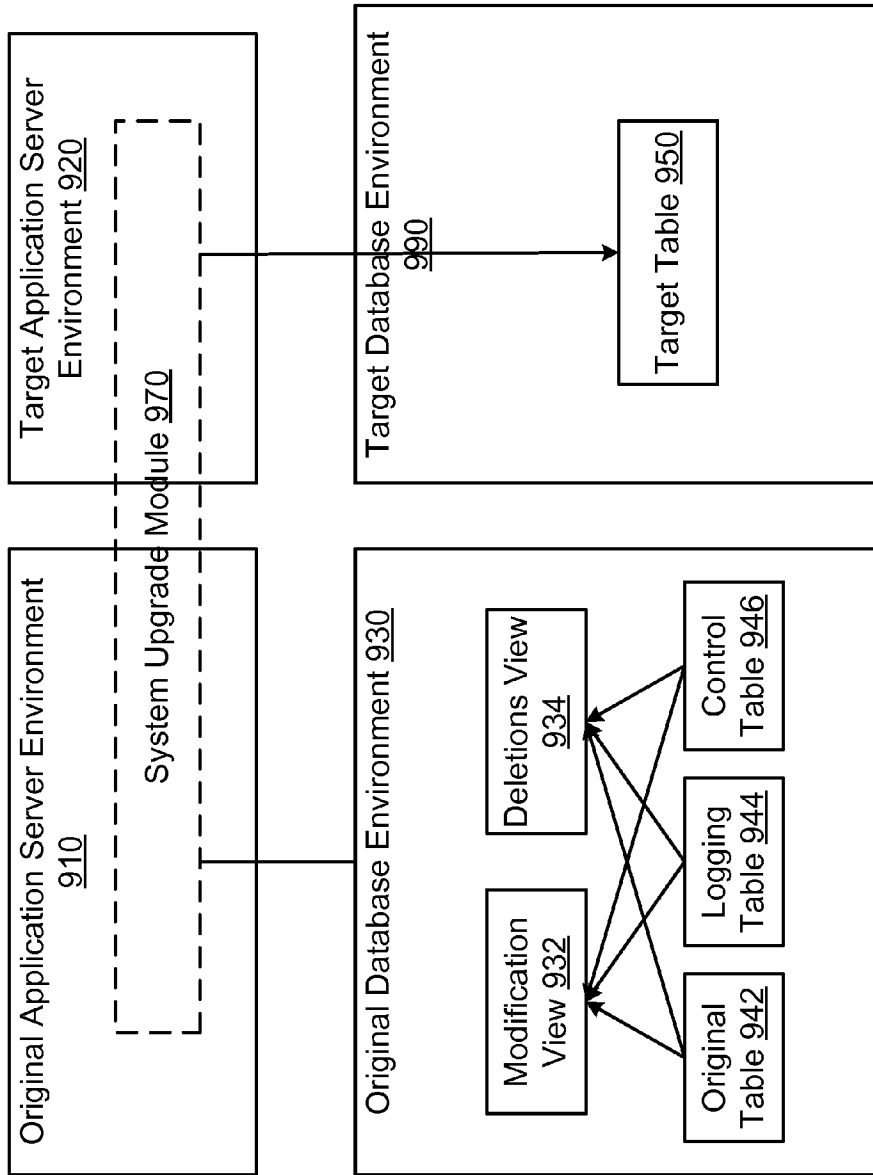 Original Application Server Environment
910
Target Application Server
Environment 920
System Upgrade Module 970
Original Database Environment 930
Modification
View 932
Deletions View
934
Original
Table 942
Logging
Table 944
Control
Table 946
Target Database Environment
990
Target Table 950